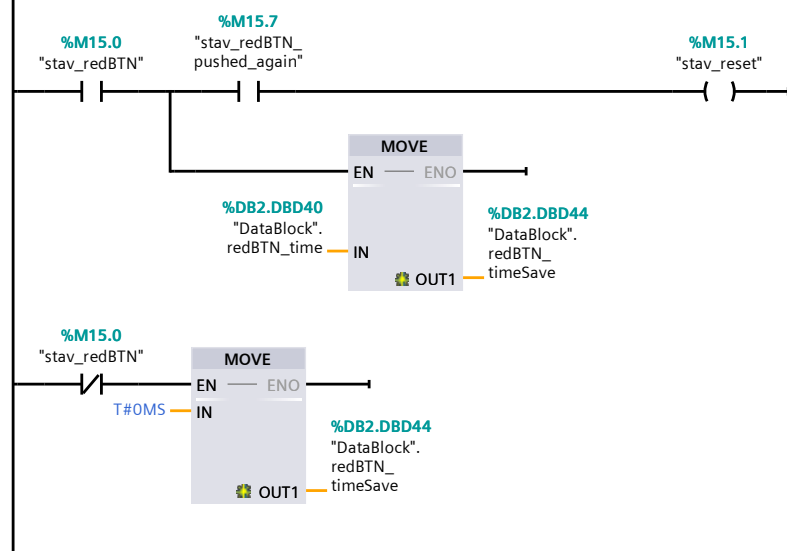 %M15.7
%M15.0
"stav_redBTN_
%M15.1
"stav_redBTN"
pushed_again"
"stav_reset"
MOVE
EN
ENO
%DB2.DBD40
%DB2.DBD44
"DataBlock".
"DataBlock".
redBTN_time
IN
redBTN_
OUT1
timeSave
%M15.0
"stav_redBTN"
MOVE
EN
ENO
T#0MS
IN
%DB2.DBD44
"DataBlock".
redBTN_
OUT1
timeSave